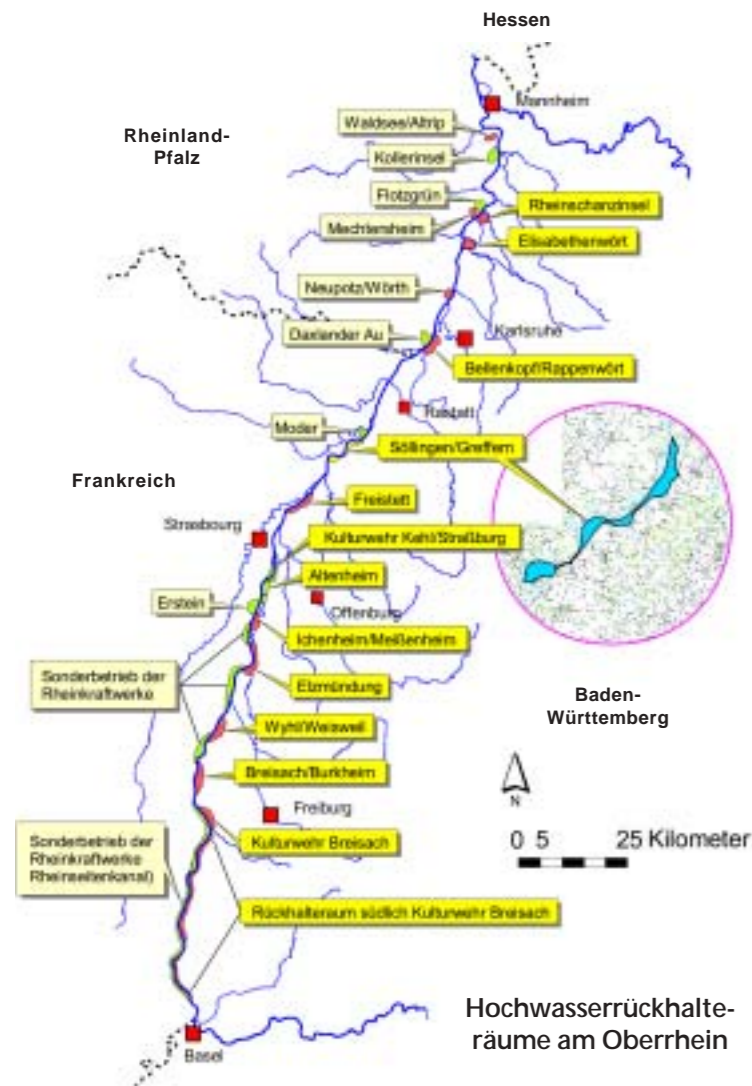 Hessen
Mannheim
Waldsee/Altrip
Rheinland-
Pfalz
Kollerinsel
Flotzgrün
Rheinschanzinsel
Mechtersheim
Elisabethenwört
Neupotz/Wörth
Karlsruhe
Daxlander Au
Bellenkopf/Rappenwört
Rastatt
Moder
Söllingen/Greffern
Frankreich
Freistett
Strasbourg
Kulturwehr Kehl/Straßburg
Altenheim
Erstein
Offenburg
Ichenheim/Meißenheim
Sonderbetrieb der
Rheinkraftwerke
Elzmündung
Baden-
Württemberg
Wyhl/Weisweil
Breisach/Burkheim
N
Freiburg
0 5 25 Kilometer
Sonderbetrieb der
Rheinkraftwerke
Rheinseitenkanal)
Kulturwehr Breisach
Rückhalteraum südlich Kulturwehr Breisach
Hochwasserrückhalte-
räume am Oberrhein
Basel